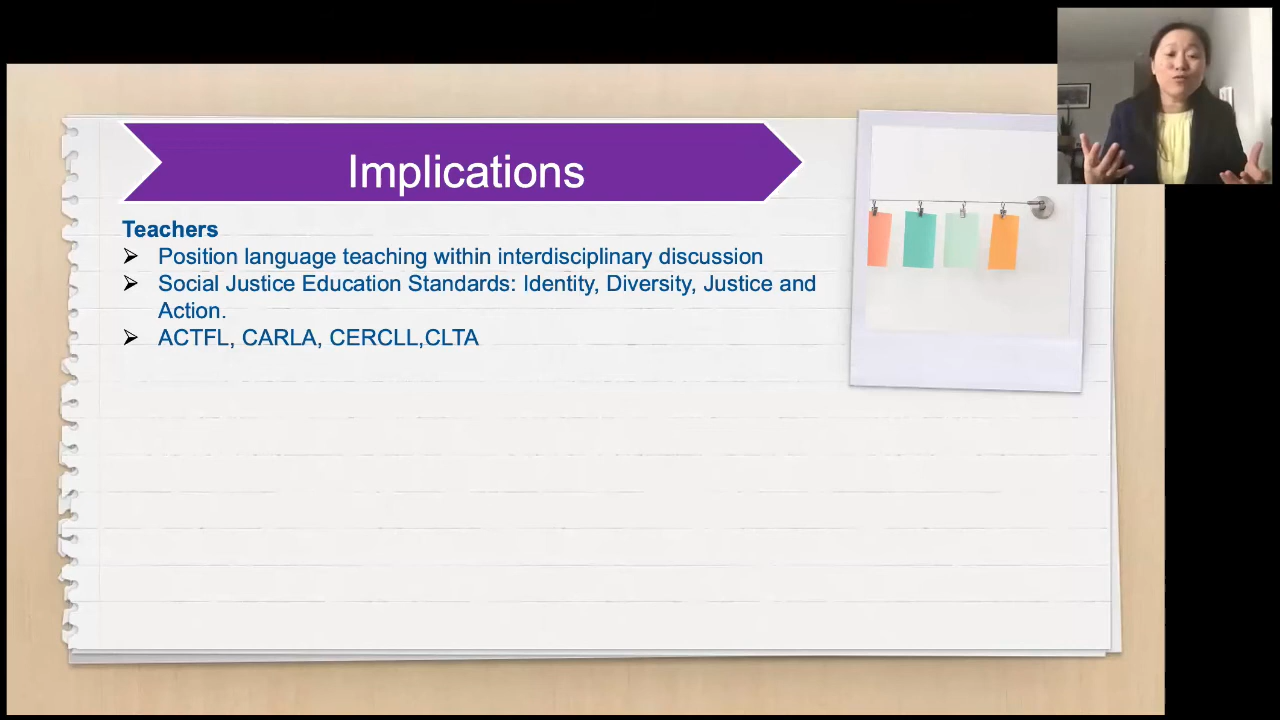 Implications
Teachers
➢ Position language teaching within interdisciplinary discussion
➢ Social Justice Education Standards: Identity, Diversity, Justice and
Action.
➢ ACTFL, CARLA, CERCLL,CLTA